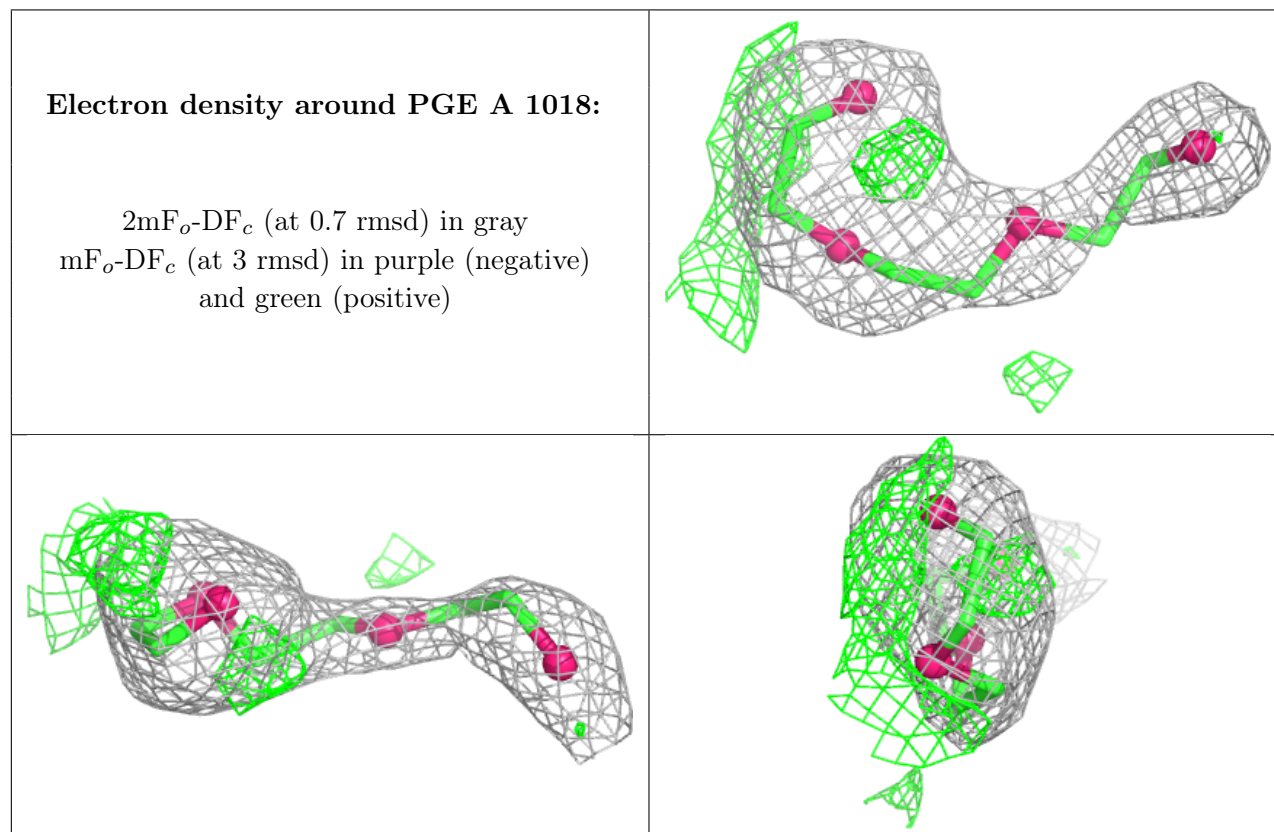 Electron density around PGE A 1018:
2mFo-DFc (at 0.7 rmsd) in gray
mFo-DFc (at 3 rmsd) in purple (negative)
and green (positive)